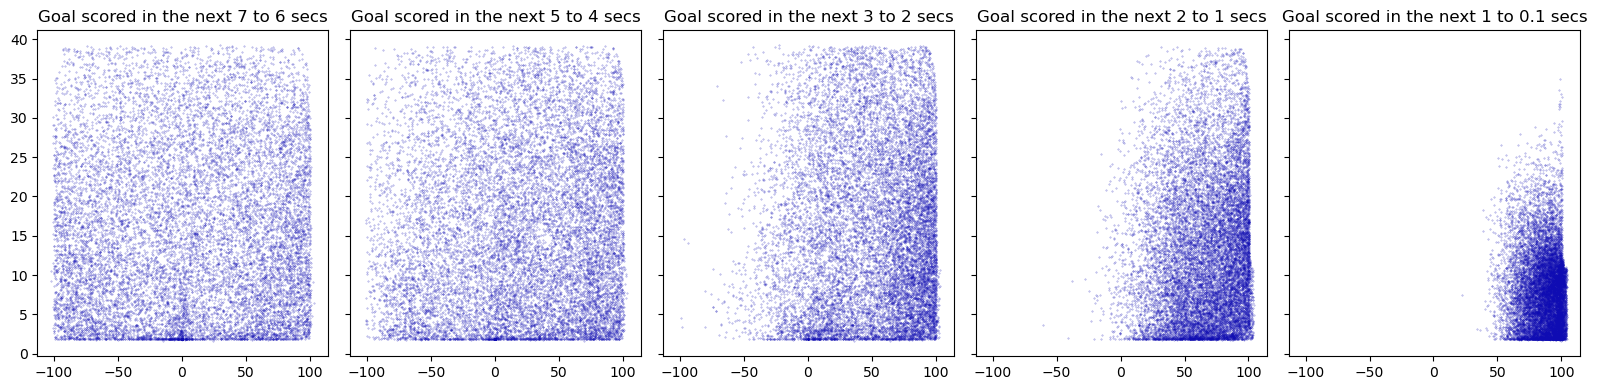 Goal scored in the next 7 to 6 secs
Goal scored in the next 5 to 4 secs
Goal scored in the next 3 to 2 secs
Goal scored in the next 2 to 1 secs
Goal scored in the next 1 to 0.1 secs
40
35
30
25
20
15
10
5
0
−100 −50 0 50 100
−100 −50 0 50 100
−100 −50 0 50 100
−100 −50 0 50 100
−100 −50 0 50 100